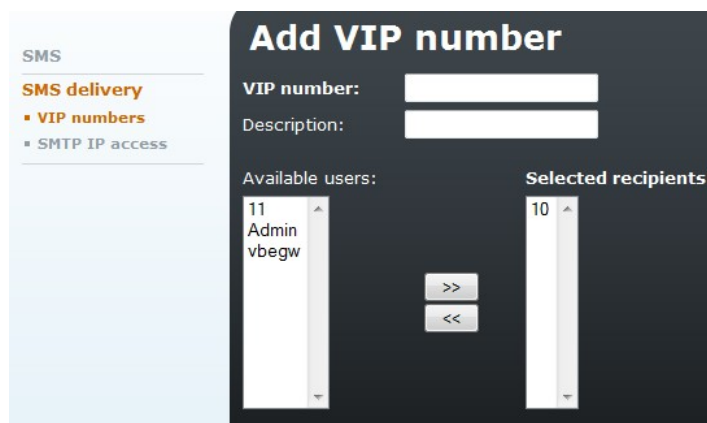 SMS
SMS delivery
VIP numbers
SMTP IP access
Add VIP number
VIP number:
Description:
Available users:
11
Admin
vbegw
>>
<<
Selected recipients
10